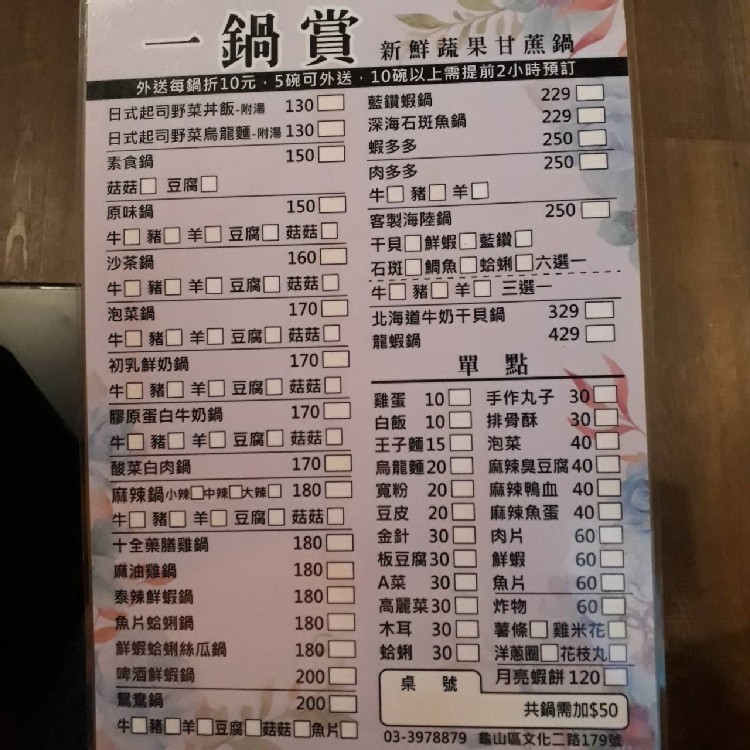 一鍋賞 新鮮蔬果甘蔗鍋
外送每鍋折10元．5碗可外送．10碗以上需提前2小時預訂
日式起司野菜丼飯-附湯 130
日式起司野菜烏龍麵-附湯 130
素食鍋 150
菇菇 豆腐
原味鍋 150
牛 豬 羊 豆腐 菇菇
沙茶鍋 160
牛 豬 羊 豆腐 菇菇
泡菜鍋 170
牛 豬 羊 豆腐 菇菇
初乳鮮奶鍋 170
牛 豬 羊 豆腐 菇菇
膠原蛋白牛奶鍋 170
牛 豬 羊 豆腐 菇菇
酸菜白肉鍋 170
麻辣鍋 小辣 中辣 大辣 180
牛 豬 羊 豆腐 菇菇
十全藥膳雞鍋 180
麻油雞鍋 180
泰辣鮮蝦鍋 180
魚片蛤蜊鍋 180
鮮蝦蛤蜊絲瓜鍋 180
啤酒鮮蝦鍋 200
鴛鴦鍋 200
牛 豬 羊 豆腐 菇菇 魚片
藍鑽蝦鍋 229
深海石斑魚鍋 229
蝦多多 250
肉多多 250
牛 豬 羊
客製海陸鍋 250
干貝 鮮蝦 藍鑽
石斑 鯛魚 蛤蜊 六選一
牛 豬 羊 三選一
北海道牛奶干貝鍋 329
龍蝦鍋 429
單點
雞蛋 10
白飯 10
王子麵 15
烏龍麵 20
寬粉 20
豆皮 20
金針 30
板豆腐 30
A菜 30
高麗菜 30
木耳 30
蛤蜊 30
手作丸子 30
排骨酥 30
泡菜 40
麻辣臭豆腐 40
麻辣鴨血 40
麻辣魚蛋 40
肉片 60
鮮蝦 60
魚片 60
炸物 60
薯條 雞米花
洋蔥圈 花枝丸
月亮蝦餅 120
桌號
共鍋需加$50
03-3978879 龜山區文化二路179號